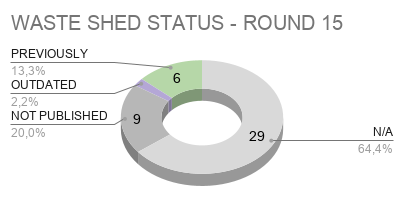 WASTE SHED STATUS - ROUND 15
PREVIOUSLY
13,3%
OUTDATED
2,2%
NOT PUBLISHED
20,0%
6
9
29
N/A
64,4%